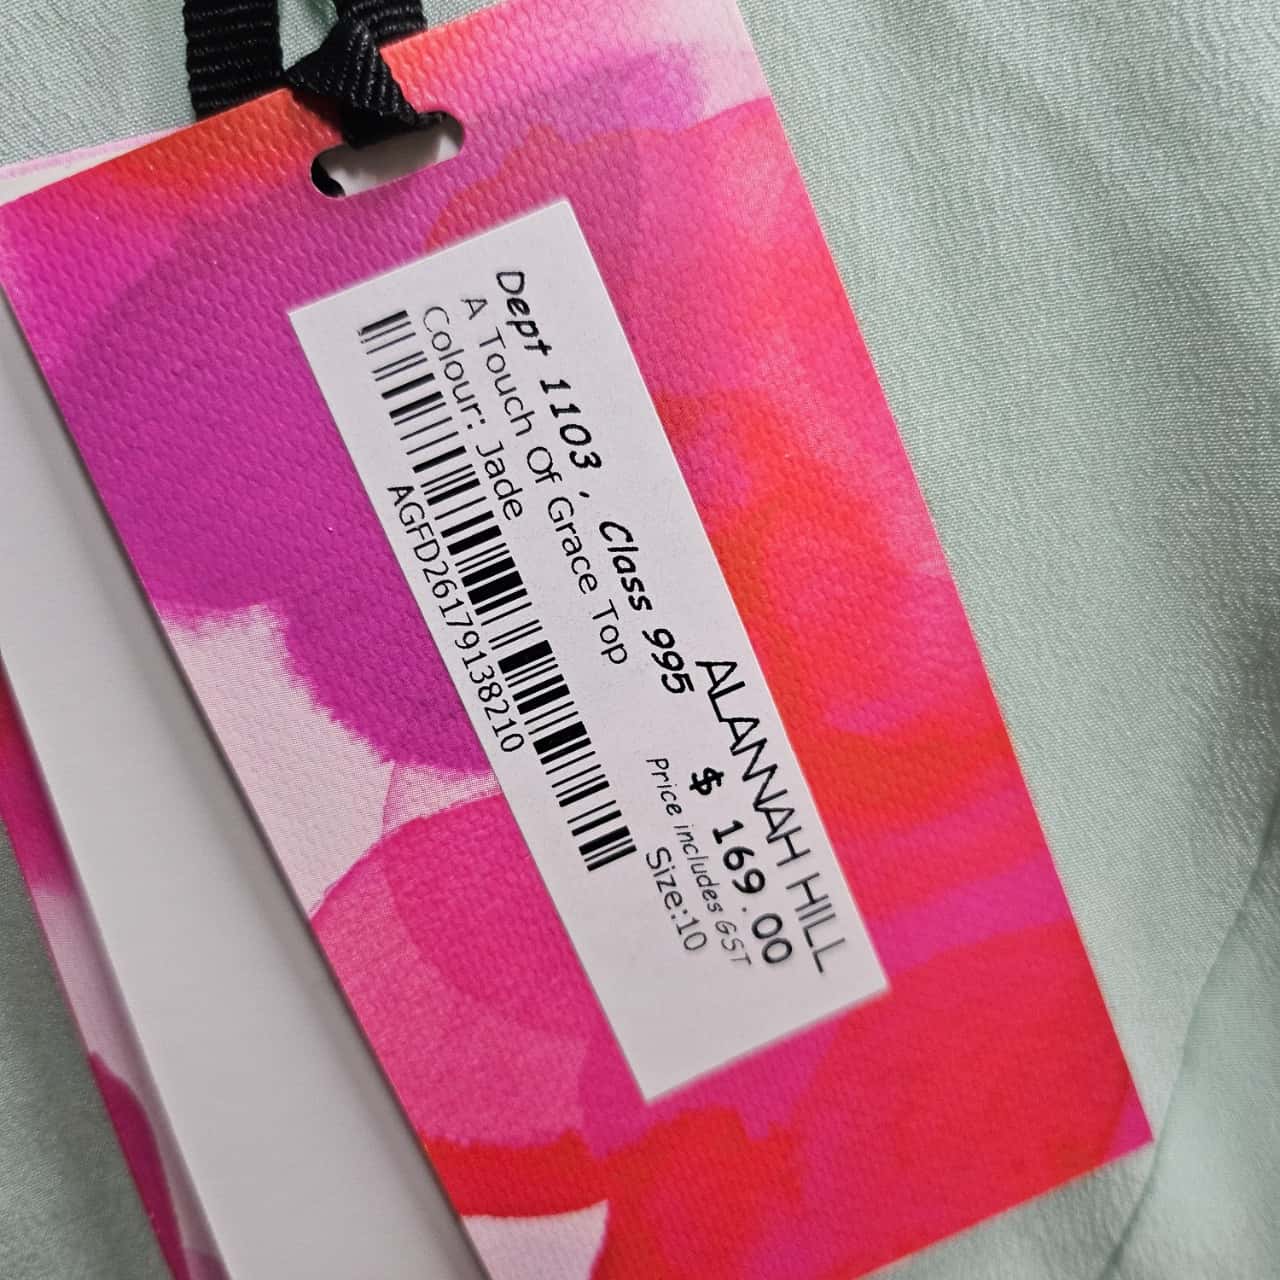 ALANNAH HILL
Dept 1103, Class 995
$ 169.00
A Touch Of Grace Top
Price includes GST
Colour: Jade
Size:10
AGFD26179138210